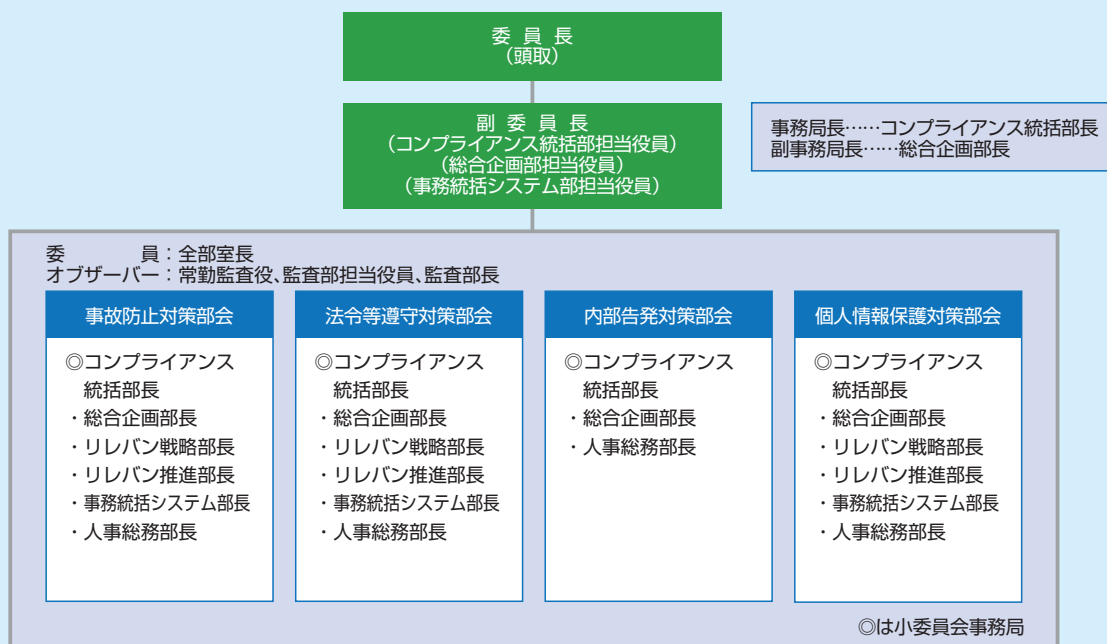 委 員 長
（頭取）
副 委 員 長
（コンプライアンス統括部担当役員）
（総合企画部担当役員）
（事務統括システム部担当役員）
事務局長……コンプライアンス統括部長
副事務局長……総合企画部長
委　　　　員：全部室長
オブザーバー：常勤監査役、監査部担当役員、監査部長
事故防止対策部会
◎コンプライアンス
統括部長
・総合企画部長
・リレバン戦略部長
・リレバン推進部長
・事務統括システム部長
・人事総務部長
法令等遵守対策部会
◎コンプライアンス
統括部長
・総合企画部長
・リレバン戦略部長
・リレバン推進部長
・事務統括システム部長
・人事総務部長
内部告発対策部会
◎コンプライアンス
統括部長
・総合企画部長
・人事総務部長
個人情報保護対策部会
◎コンプライアンス
統括部長
・総合企画部長
・リレバン戦略部長
・リレバン推進部長
・事務統括システム部長
・人事総務部長
◎は小委員会事務局